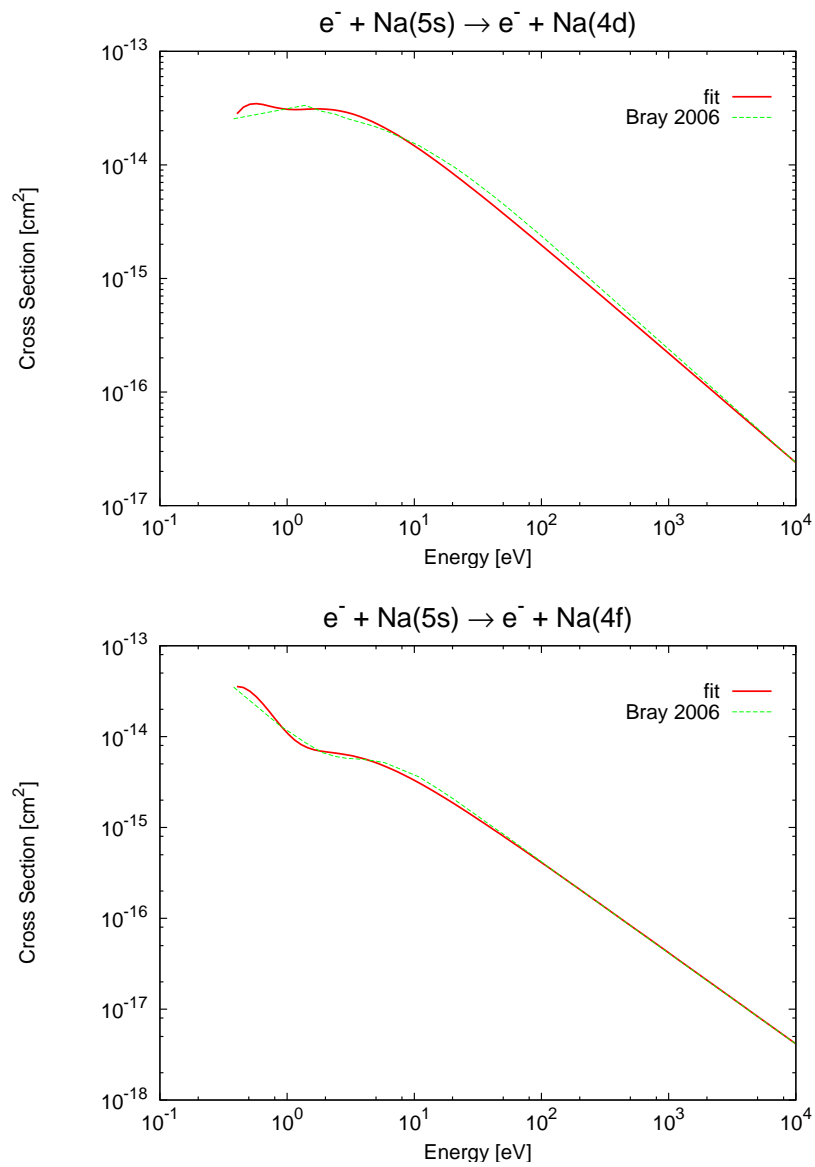 e⁻ + Na(5s) → e⁻ + Na(4d)
10⁻¹³
fit
Bray 2006
10⁻¹⁴
Cross Section [cm²]
10⁻¹⁵
10⁻¹⁶
10⁻¹⁷
10⁻¹ 10⁰ 10¹ 10² 10³ 10⁴
Energy [eV]
e⁻ + Na(5s) → e⁻ + Na(4f)
10⁻¹³
fit
Bray 2006
10⁻¹⁴
10⁻¹⁵
Cross Section [cm²]
10⁻¹⁶
10⁻¹⁷
10⁻¹⁸
10⁻¹ 10⁰ 10¹ 10² 10³ 10⁴
Energy [eV]